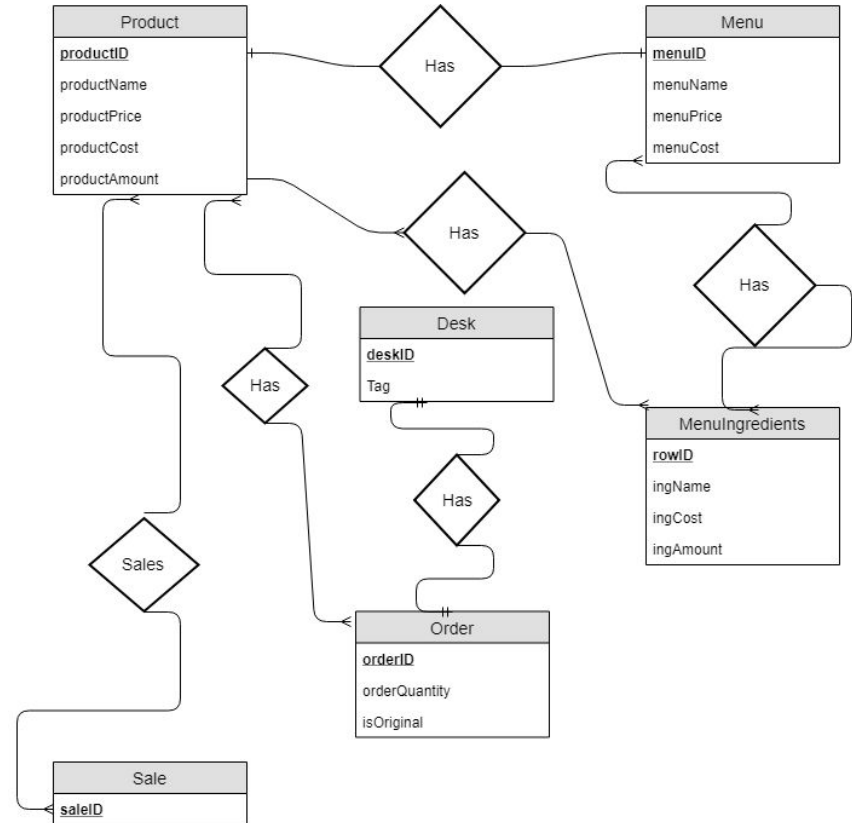 Product
productID
productName
productPrice
productCost
productAmount
Has
Menu
menuID
menuName
menuPrice
menuCost
Has
Has
Desk
deskID
Tag
Has
Has
MenuIngredients
rowID
ingName
ingCost
ingAmount
Sales
Order
orderID
orderQuantity
isOriginal
Sale
saleID